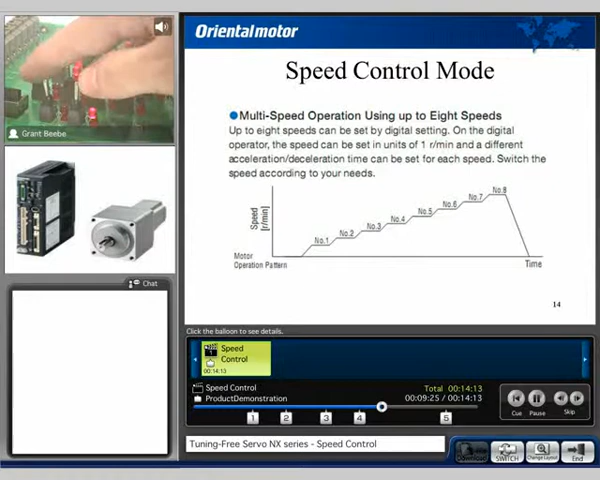 Grant Beebe
Chat
Orientalmotor
Speed Control Mode
Multi-Speed Operation Using up to Eight Speeds
Up to eight speeds can be set by digital setting. On the digital
operator, the speed can be set in units of 1 r/min and a different
acceleration/deceleration time can be set for each speed. Switch the
speed according to your needs.
Speed
[r/min]
No.1
No.2
No.3
No.4
No.5
No.6
No.7
No.8
Motor
Operation Pattern
Time
14
Click the balloon to see details.
1
Speed
Control
00:14:13
Speed Control
Total 00:14:13
ProductDemonstration
00:09:25 / 00:14:13
1
2
3
4
5
Cue
Pause
Skip
Tuning-Free Servo NX series - Speed Control
Download
SWITCH
Change Layout
End